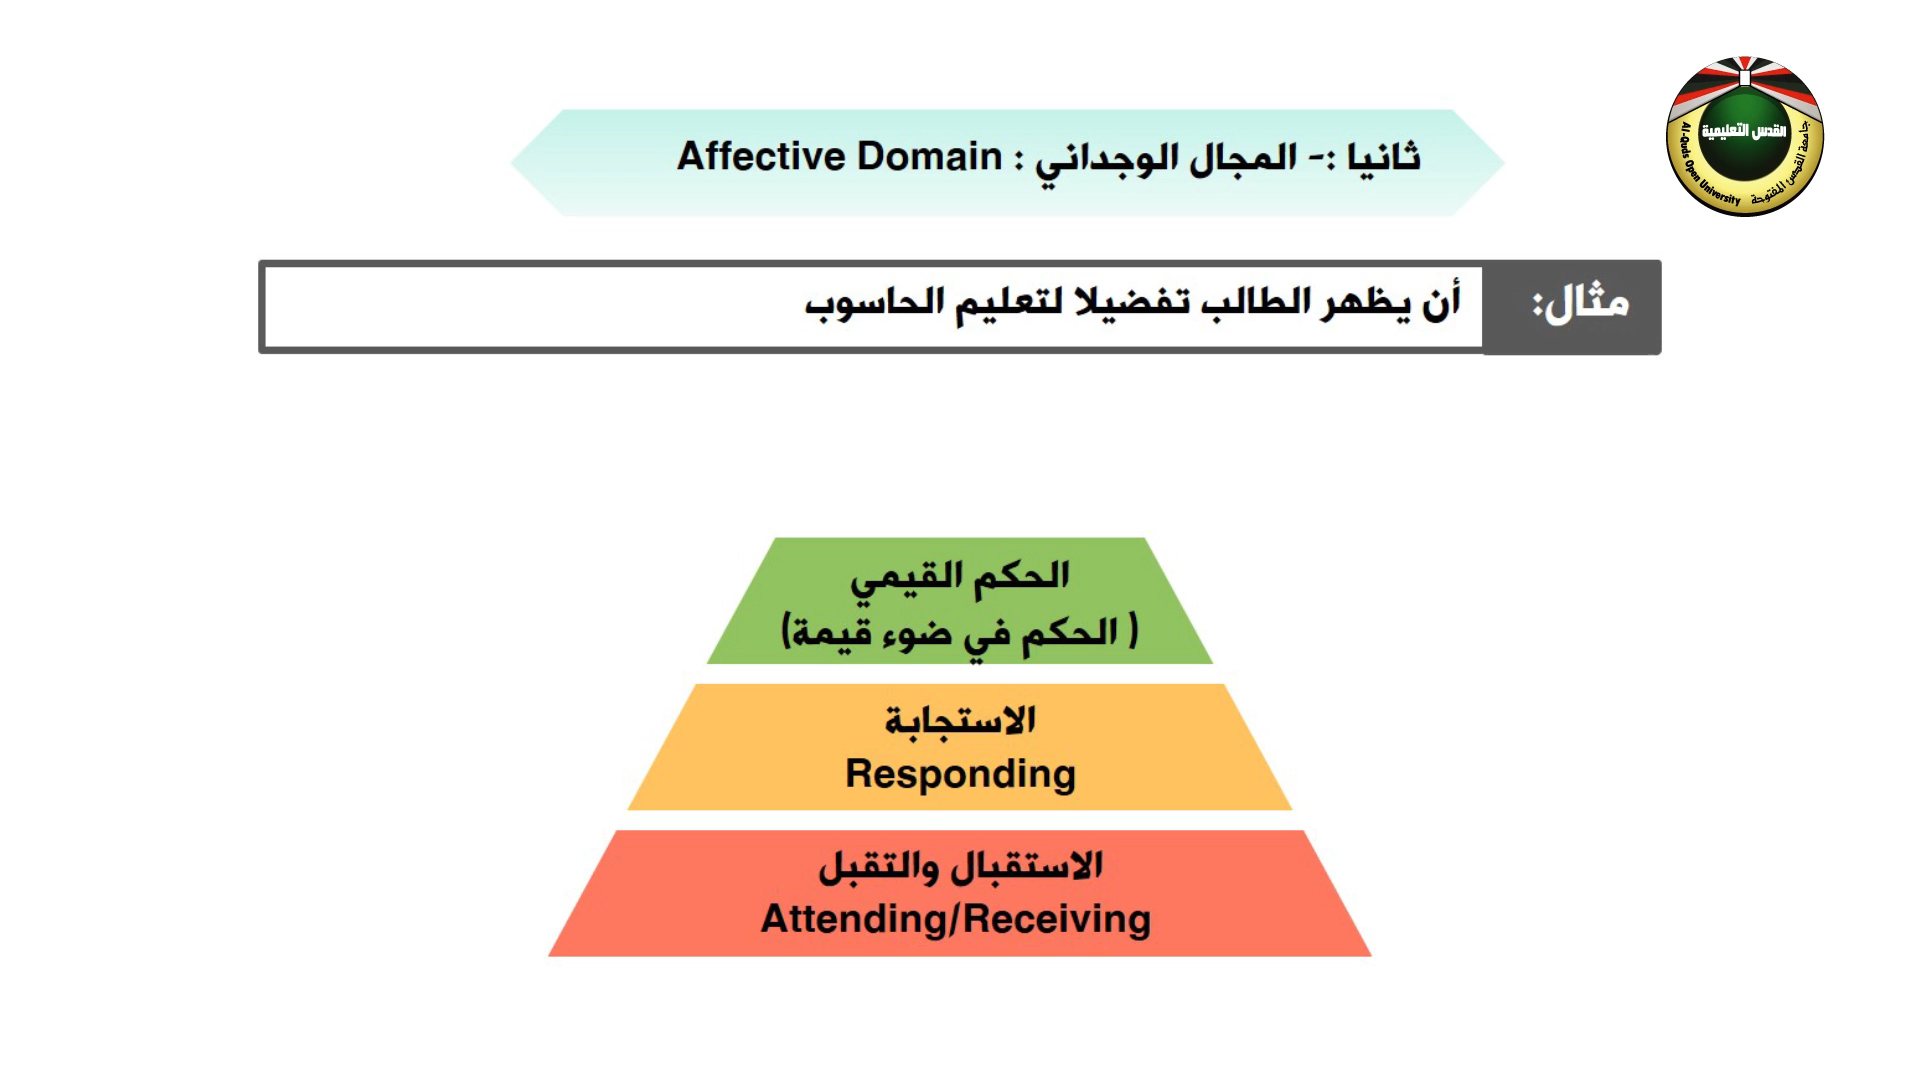 ثانيا :- المجال الوجداني : Affective Domain
القدس التعليمية
جامعة القدس المفتوحة
Al-Quds Open University
مثال:
أن يظهر الطالب تفضيلا لتعليم الحاسوب
الحكم القيمي
( الحكم في ضوء قيمة)
الاستجابة
Responding
الاستقبال والتقبل
Attending/Receiving